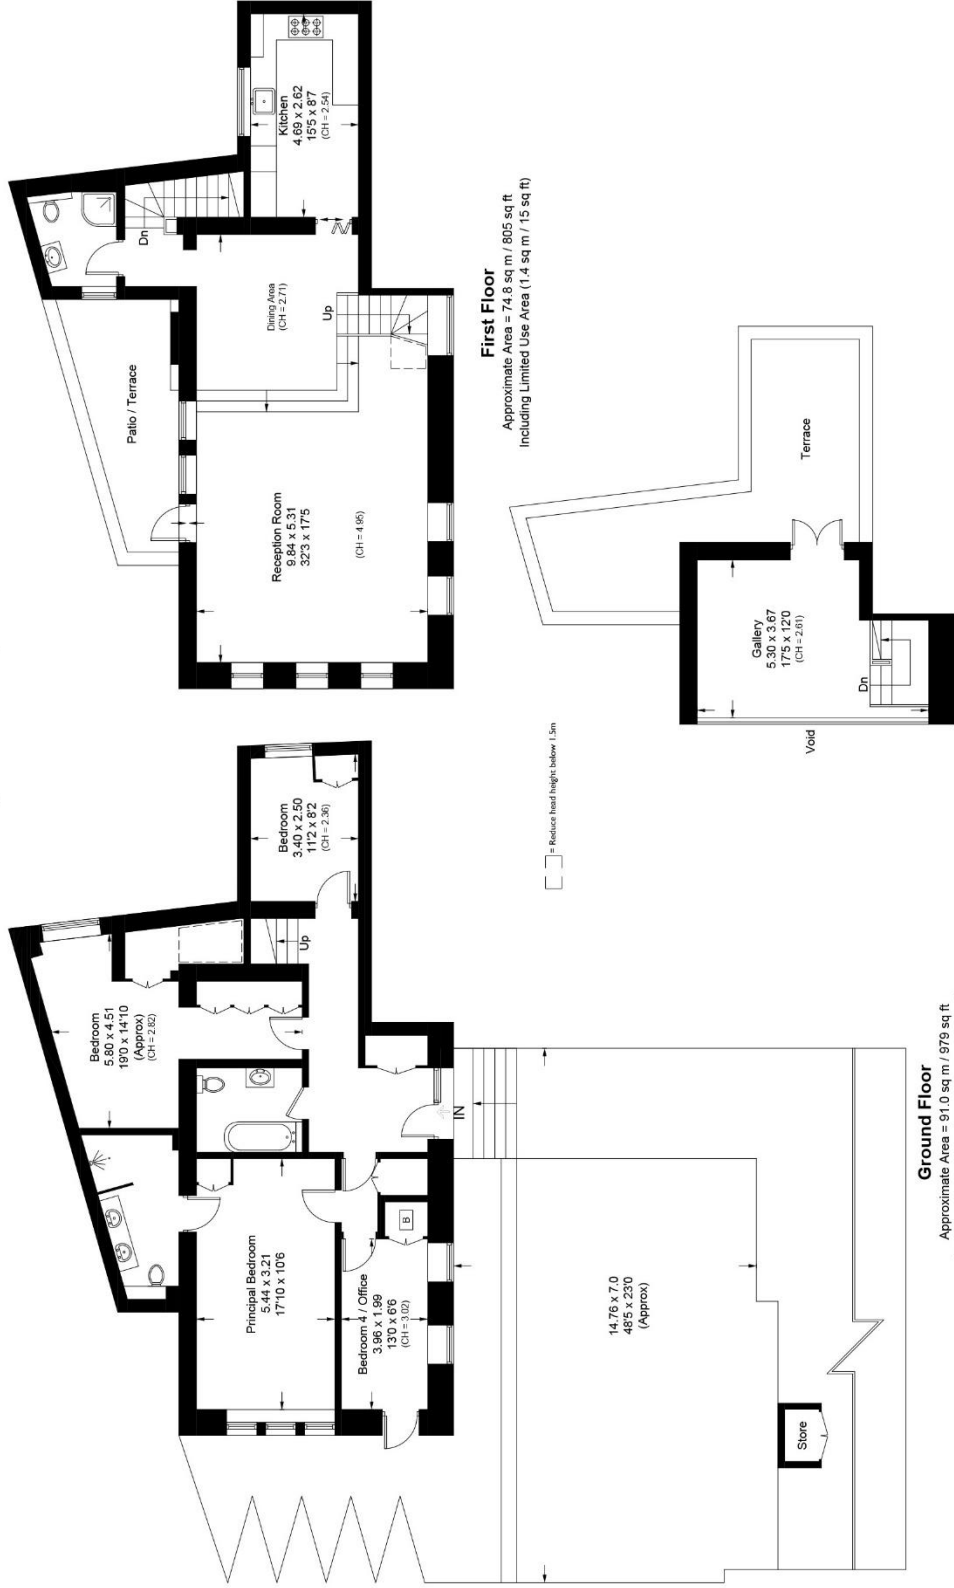 Kitchen
4.69 x 2.62
15'5 x 8'7
(CH = 2.54)
Dn
Dining Area
(CH = 2.71)
Up
Patio / Terrace
Reception Room
9.84 x 5.31
32'3 x 17'5
(CH = 4.95)
First Floor
Approximate Area = 74.8 sq m / 805 sq ft
Including Limited Use Area (1.4 sq m / 15 sq ft)
Terrace
Gallery
5.30 x 3.67
17'5 x 12'0
(CH = 2.61)
Dn
Void
= Reduce head height below 1.5m
Bedroom
3.40 x 2.50
11'2 x 8'2
(CH = 2.36)
Up
Bedroom
5.80 x 4.51
19'0 x 14'10
(Approx)
(CH = 2.82)
Principal Bedroom
5.44 x 3.21
17'10 x 10'6
Bedroom 4 / Office
3.96 x 1.99
13'0 x 6'6
(CH = 3.02)
B
IN
14.76 x 7.0
48'5 x 23'0
(Approx)
Store
Ground Floor
Approximate Area = 91.0 sq m / 979 sq ft